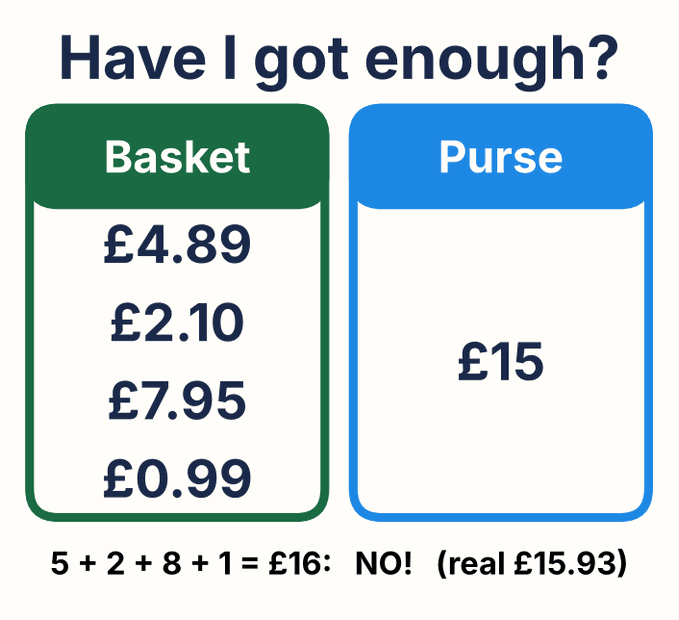 Have I got enough?
Basket
£4.89
£2.10
£7.95
£0.99
Purse
£15
5 + 2 + 8 + 1 = £16: NO! (real £15.93)